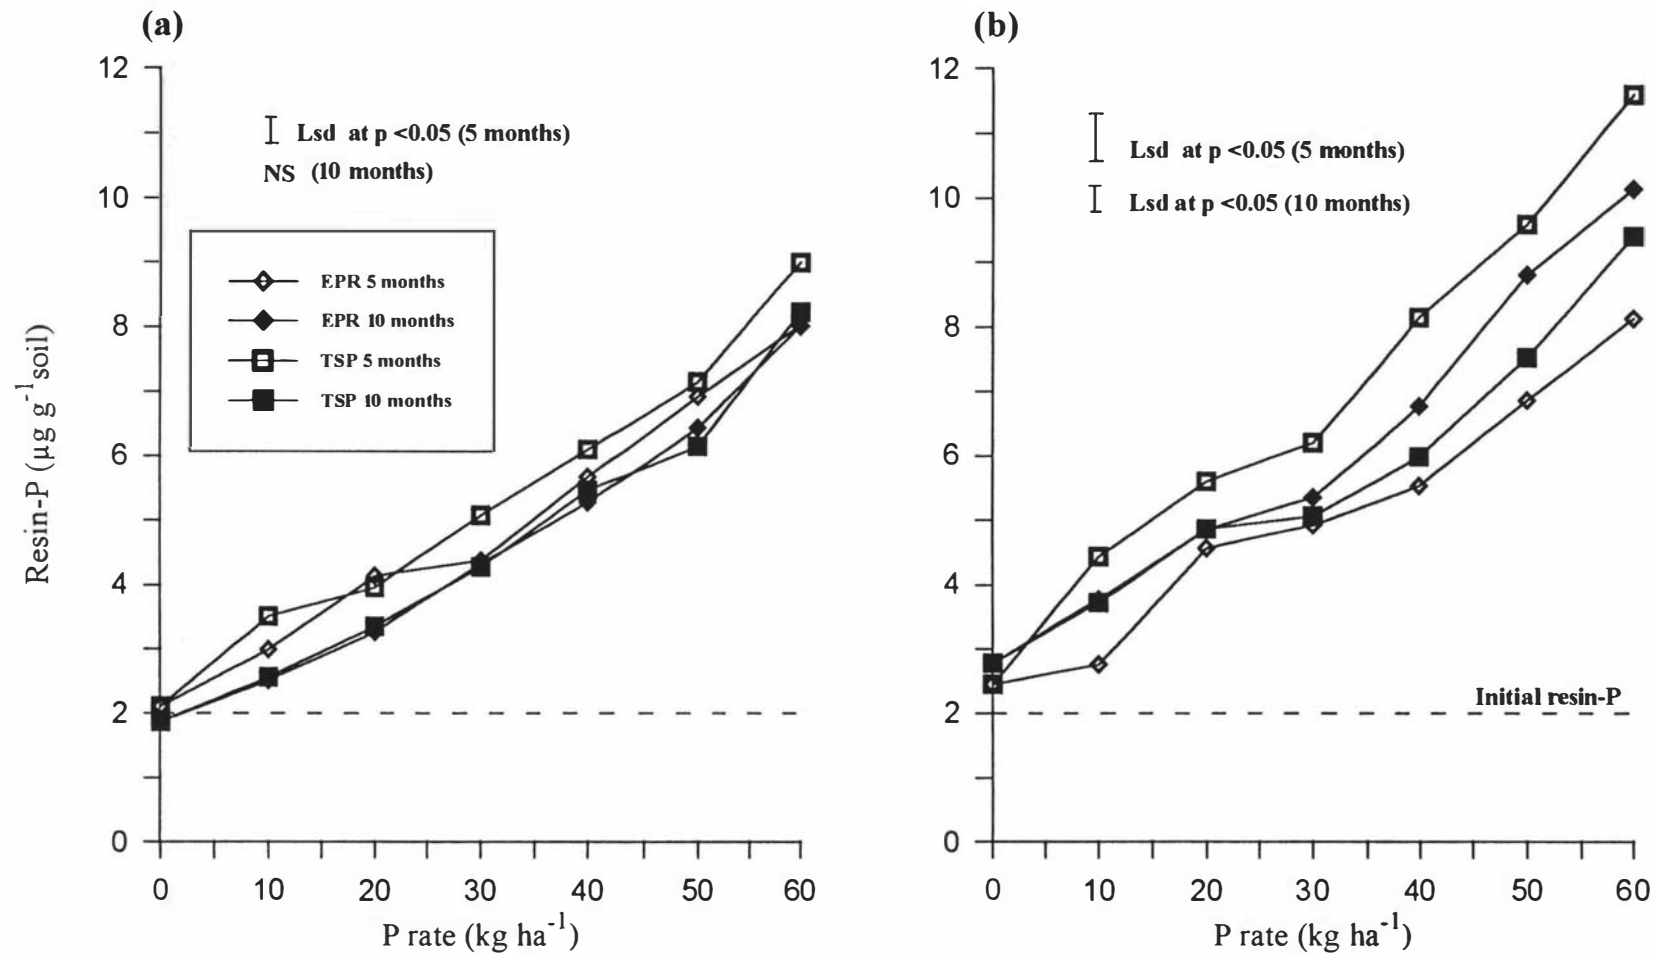 (a)
12
10
8
6
4
2
0
Lsd at p <0.05 (5 months)
NS (10 months)
EPR 5 months
EPR 10 months
TSP 5 months
TSP 10 months
Resin-P (µg g⁻¹ soil)
0 10 20 30 40 50 60
P rate (kg ha⁻¹)
(b)
12
10
8
6
4
2
0
Lsd at p <0.05 (5 months)
Lsd at p <0.05 (10 months)
Initial resin-P
0 10 20 30 40 50 60
P rate (kg ha⁻¹)